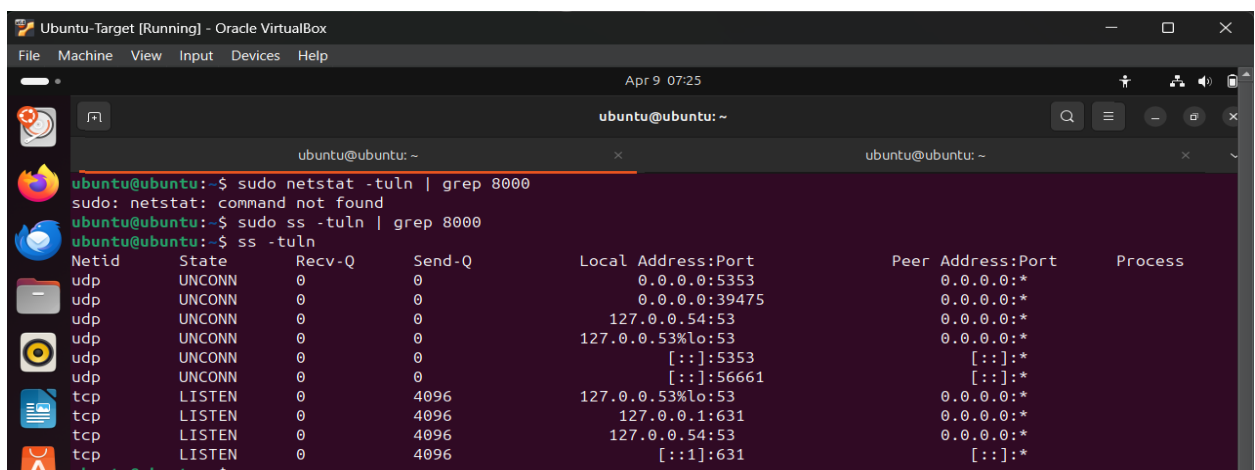 Ubuntu-Target [Running] - Oracle VirtualBox
File Machine View Input Devices Help
Apr 9 07:25
ubuntu@ubuntu: ~
ubuntu@ubuntu: ~ ubuntu@ubuntu: ~
ubuntu@ubuntu:~$ sudo netstat -tuln | grep 8000
sudo: netstat: command not found
ubuntu@ubuntu:~$ sudo ss -tuln | grep 8000
ubuntu@ubuntu:~$ ss -tuln
Netid State Recv-Q Send-Q Local Address:Port Peer Address:Port Process
udp UNCONN 0 0 0.0.0.0:5353 0.0.0.0:*
udp UNCONN 0 0 0.0.0.0:39475 0.0.0.0:*
udp UNCONN 0 0 127.0.0.54:53 0.0.0.0:*
udp UNCONN 0 0 127.0.0.53%lo:53 0.0.0.0:*
udp UNCONN 0 0 [::]:5353 [::]:*
udp UNCONN 0 0 [::]:56661 [::]:*
tcp LISTEN 0 4096 127.0.0.53%lo:53 0.0.0.0:*
tcp LISTEN 0 4096 127.0.0.1:631 0.0.0.0:*
tcp LISTEN 0 4096 127.0.0.54:53 0.0.0.0:*
tcp LISTEN 0 4096 [::1]:631 [::]:*